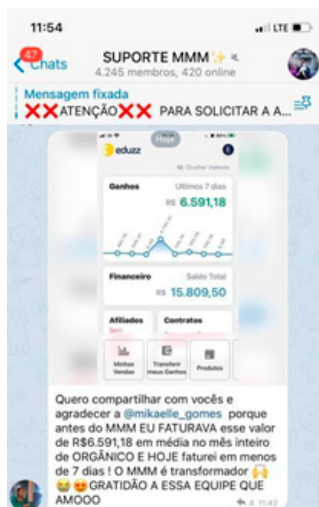 11:54
LTE
47
Chats
SUPORTE MMM✨
4.245 membros, 420 online
Mensagem fixada
❌❌ATENÇÃO❌❌ PARA SOLICITAR A A...
Hoje
eduzz
Ocultar Valores
Ganhos
Ultimos 7 dias
R$ 6.591,18
Financeiro
Saldo Total
R$ 15.809,50
Afiliados
Contratos
Minhas Vendas
Transferir meus Ganhos
Produtos
Quero compartilhar com vocês e
agradecer a @mikaelle_gomes porque
antes do MMM EU FATURAVA esse valor
de R$6.591,18 em média no mês inteiro
de ORGÂNICO E HOJE faturei em menos
de 7 dias ! O MMM é transformador 🙌
😂😍GRATIDÃO A ESSA EQUIPE QUE
AMOOO
4 11:42